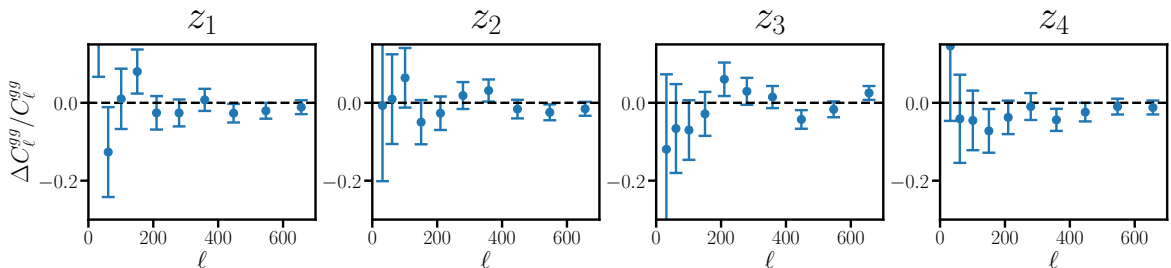 z₁ z₂ z₃ z₄
ΔC_ℓ^{gg}/C_ℓ^{gg}
0.0 0.0 0.0 0.0
−0.2 −0.2 −0.2 −0.2
0 200 400 600 0 200 400 600 0 200 400 600 0 200 400 600
ℓ ℓ ℓ ℓ